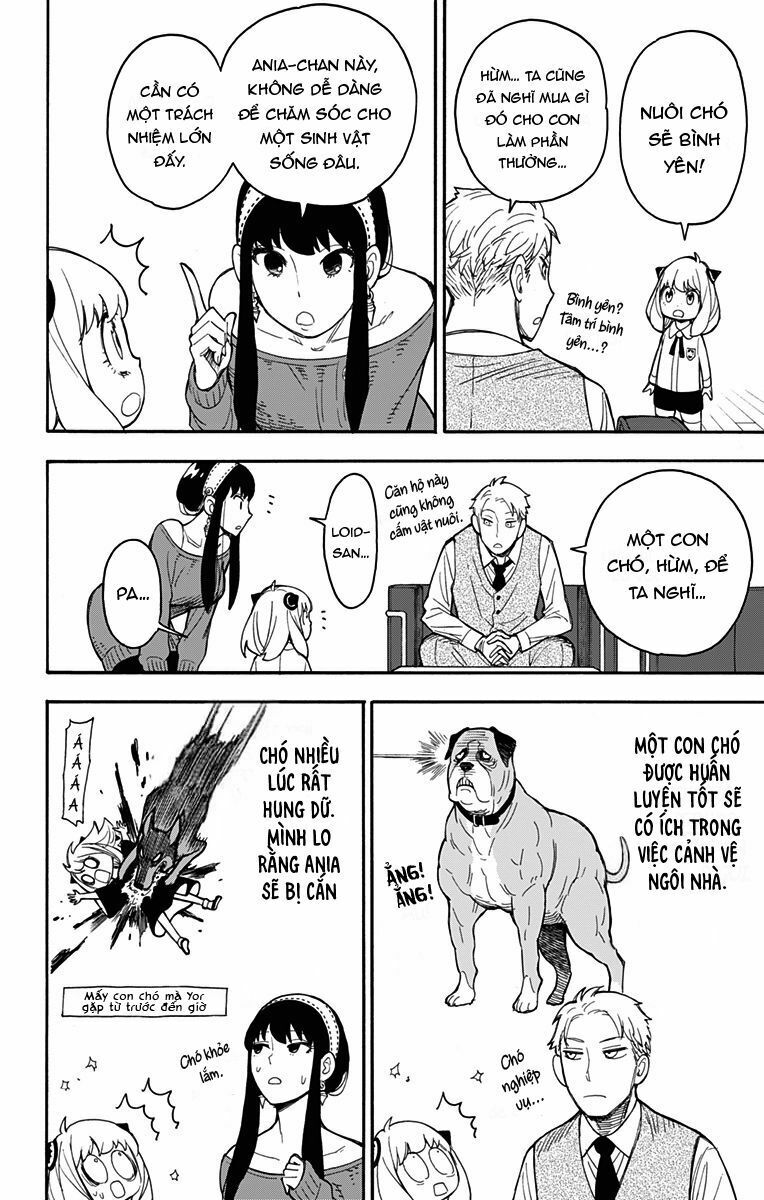 NUÔI CHÓ
SẼ BÌNH
YÊN!
HỪM... TA CŨNG
ĐÃ NGHĨ MUA GÌ
ĐÓ CHO CON
LÀM PHẦN
THƯỞNG...
Bình yên?
Tâm trí bình
yên...?
ANIA-CHAN NÀY,
KHÔNG DỄ DÀNG
ĐỂ CHĂM SÓC CHO
MỘT SINH VẬT
SỐNG ĐÂU.
CẦN CÓ
MỘT TRÁCH
NHIỆM LỚN
ĐẤY.
MỘT CON
CHÓ, HỪM, ĐỂ
TA NGHĨ...
Căn hộ này
cũng không
cấm vật nuôi.
LOID-
SAN...
PA...
MỘT CON CHÓ
ĐƯỢC HUẤN
LUYỆN TỐT SẼ
CÓ ÍCH TRONG
VIỆC CẢNH VỆ
NGÔI NHÀ.
ẲNG!
ẲNG!
Chó
nghiệp
vụ...
CHÓ NHIỀU
LÚC RẤT
HUNG DỮ.
MÌNH LO
RẰNG ANIA
SẼ BỊ CẮN
Á Á Á A
Mấy con chó mà Yor
gặp từ trước đến giờ
Chó khỏe
lắm.